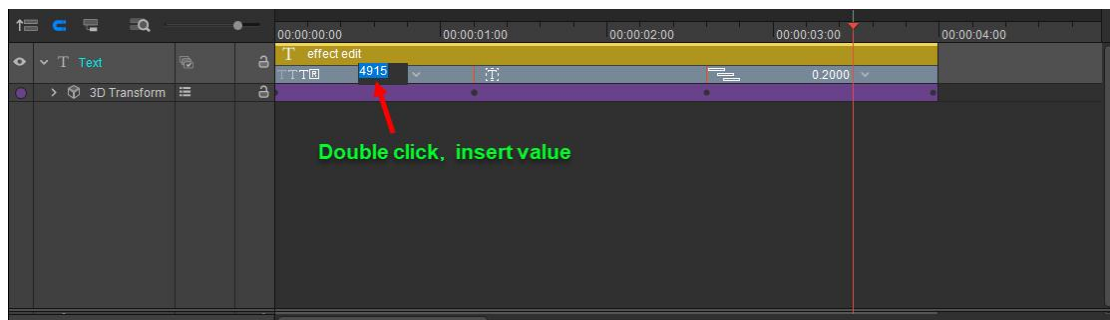 00:00:00:00 00:00:01:00 00:00:02:00 00:00:03:00 00:00:04:00
T effect edit
T Text
TTTR 4915 T 0.2000
3D Transform
Double click, insert value